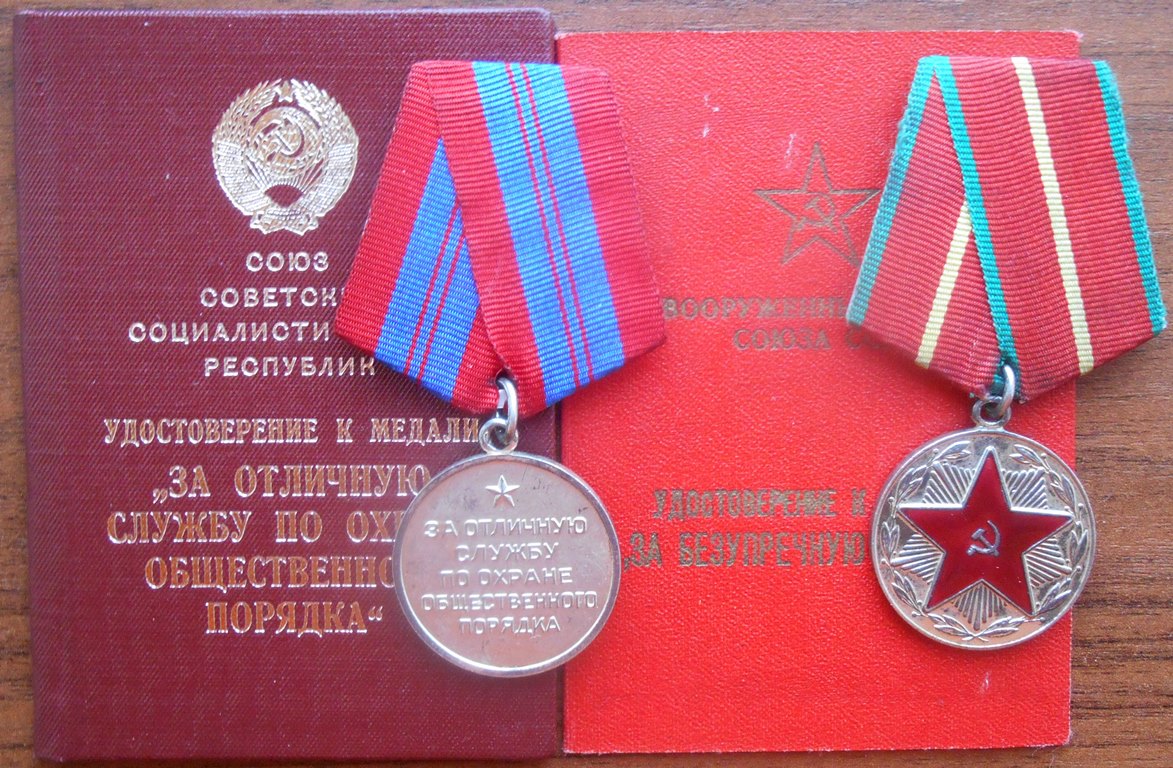 СОЮЗ
СОВЕТСК
СОЦИАЛИСТИ
РЕСПУБЛИК
УДОСТОВЕРЕНИЕ К МЕДАЛИ
„ЗА ОТЛИЧНУЮ
СЛУЖБУ ПО ОХР
ОБЩЕСТВЕННО
ПОРЯДКА“
ЗА ОТЛИЧНУЮ
СЛУЖБУ
ПО ОХРАНЕ
ОБЩЕСТВЕННОГО
ПОРЯДКА
ВООРУЖЕНН
СОЮЗА С
УДОСТОВЕРЕНИЕ К
„ЗА БЕЗУПРЕЧНУЮ